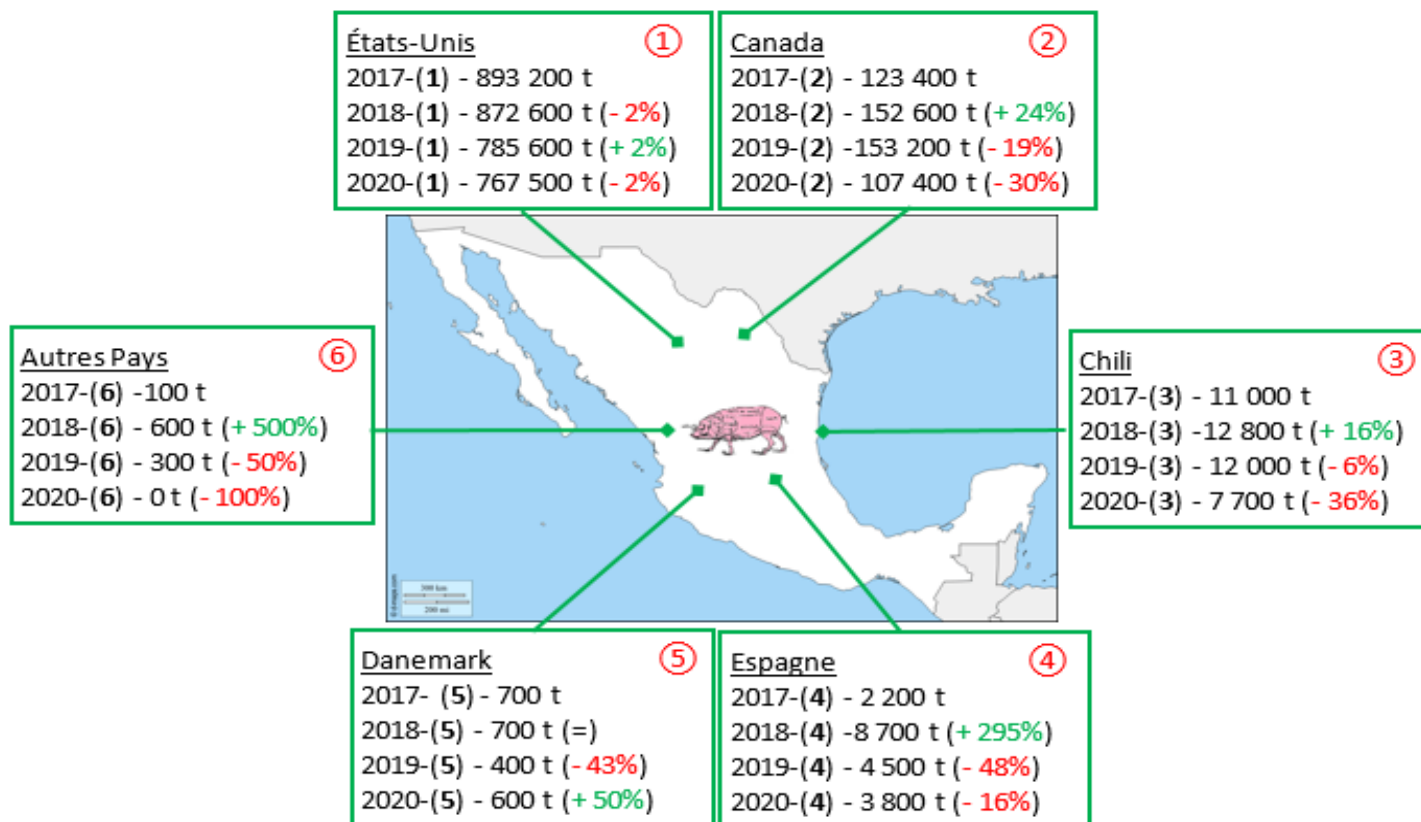 États-Unis ①
2017-(1) - 893 200 t
2018-(1) - 872 600 t (- 2%)
2019-(1) - 785 600 t (+ 2%)
2020-(1) - 767 500 t (- 2%)
Canada ②
2017-(2) - 123 400 t
2018-(2) - 152 600 t (+ 24%)
2019-(2) -153 200 t (- 19%)
2020-(2) - 107 400 t (- 30%)
Autres Pays ⑥
2017-(6) -100 t
2018-(6) - 600 t (+ 500%)
2019-(6) - 300 t (- 50%)
2020-(6) - 0 t (- 100%)
Chili ③
2017-(3) - 11 000 t
2018-(3) -12 800 t (+ 16%)
2019-(3) - 12 000 t (- 6%)
2020-(3) - 7 700 t (- 36%)
300 km
200 mi
Danemark ⑤
2017- (5) - 700 t
2018-(5) - 700 t (=)
2019-(5) - 400 t (- 43%)
2020-(5) - 600 t (+ 50%)
Espagne ④
2017-(4) - 2 200 t
2018-(4) -8 700 t (+ 295%)
2019-(4) - 4 500 t (- 48%)
2020-(4) - 3 800 t (- 16%)